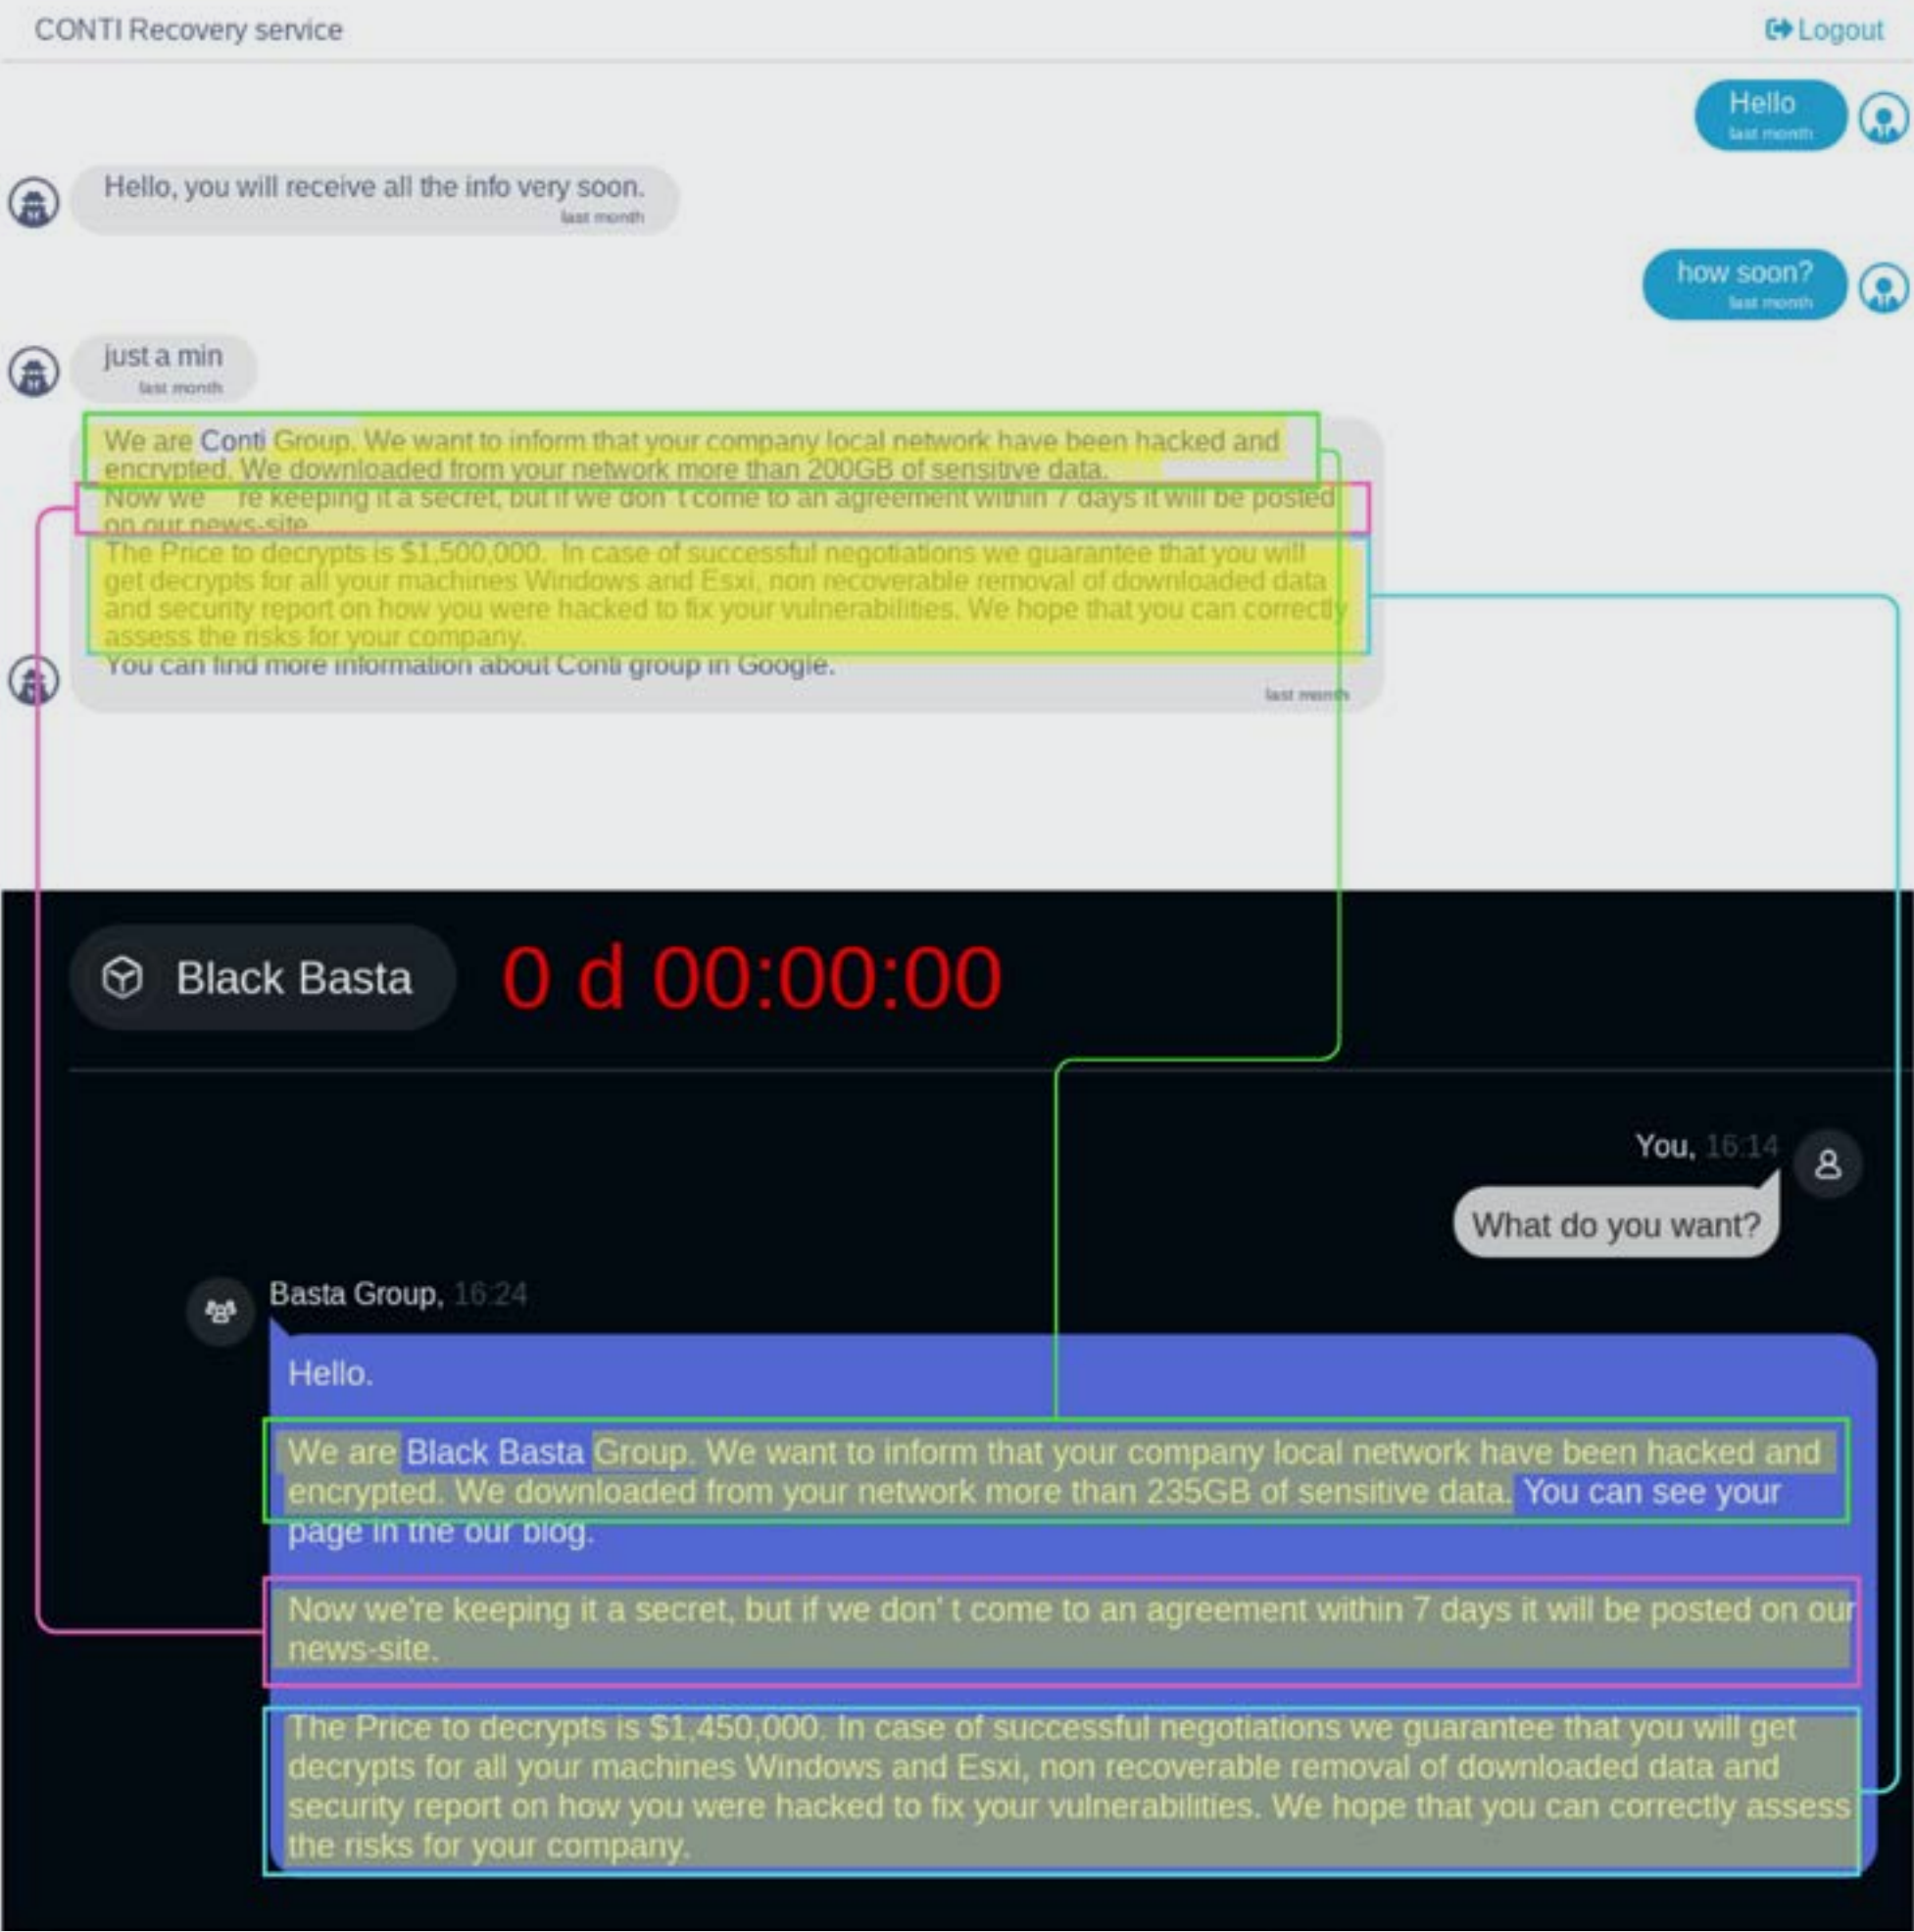 CONTI Recovery service
Logout
Hello
last month
Hello, you will receive all the info very soon.
last month
how soon?
last month
just a min
last month
We are Conti Group. We want to inform that your company local network have been hacked and
encrypted. We downloaded from your network more than 200GB of sensitive data.
Now we    re keeping it a secret, but if we don' t come to an agreement within 7 days it will be posted
on our news-site
The Price to decrypts is $1,500,000.  In case of successful negotiations we guarantee that you will
get decrypts for all your machines Windows and Esxi, non recoverable removal of downloaded data
and security report on how you were hacked to fix your vulnerabilities. We hope that you can correctly
assess the risks for your company.
You can find more information about Conti group in Google.
last month
Black Basta
0 d 00:00:00
You, 16:14
What do you want?
Basta Group, 16:24
Hello.
We are Black Basta Group. We want to inform that your company local network have been hacked and
encrypted. We downloaded from your network more than 235GB of sensitive data. You can see your
page in the our blog.
Now we're keeping it a secret, but if we don' t come to an agreement within 7 days it will be posted on our
news-site.
The Price to decrypts is $1,450,000. In case of successful negotiations we guarantee that you will get
decrypts for all your machines Windows and Esxi, non recoverable removal of downloaded data and
security report on how you were hacked to fix your vulnerabilities. We hope that you can correctly assess
the risks for your company.